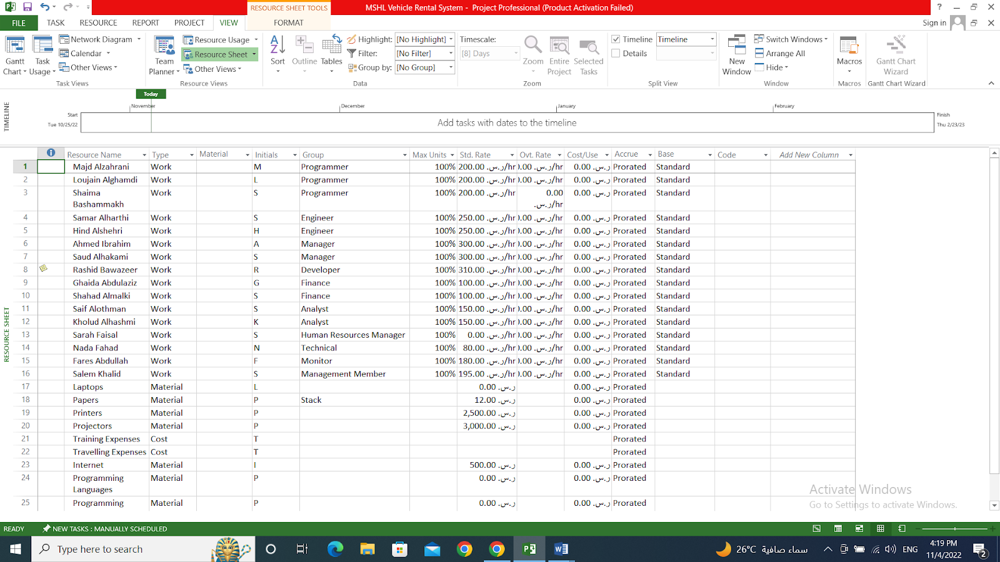 RESOURCE SHEET TOOLS MSHL Vehicle Rental System - Project Professional (Product Activation Failed) ?
FILE TASK RESOURCE REPORT PROJECT VIEW FORMAT Sign in
Network Diagram Resource Usage Highlight: [No Highlight] Timescale: Timeline Timeline Switch Windows
Calendar Resource Sheet Filter: [No Filter] [8] Days Details Arrange All
Other Views Other Views Group by: [No Group] Hide
Gantt Chart Task Usage Team Planner Sort Outline Tables Zoom Entire Project Selected Tasks New Window Macros Gantt Chart Wizard
Task Views Resource Views Data Zoom Split View Window Macros Gantt Chart Wizard
Today
TIMELINE
November December January February
Start Finish
Tue 10/25/22 Add tasks with dates to the timeline Thu 2/23/23
Resource Name Type Material Initials Group Max Units Std. Rate Ovt. Rate Cost/Use Accrue Base Code Add New Column
1 Majd Alzahrani Work M Programmer 100% 200.00 ر.س./hr .00 ر.س./hr 0.00 ر.س. Prorated Standard
2 Loujain Alghamdi Work L Programmer 100% 200.00 ر.س./hr .00 ر.س./hr 0.00 ر.س. Prorated Standard
3 Shaima Work S Programmer 100% 200.00 ر.س./hr 0.00 0.00 ر.س. Prorated Standard
Bashammakh ر.س./hr
4 Samar Alharthi Work S Engineer 100% 250.00 ر.س./hr .00 ر.س./hr 0.00 ر.س. Prorated Standard
5 Hind Alshehri Work H Engineer 100% 250.00 ر.س./hr .00 ر.س./hr 0.00 ر.س. Prorated Standard
6 Ahmed Ibrahim Work A Manager 100% 300.00 ر.س./hr .00 ر.س./hr 0.00 ر.س. Prorated Standard
7 Saud Alhakami Work S Manager 100% 300.00 ر.س./hr .00 ر.س./hr 0.00 ر.س. Prorated Standard
8 Rashid Bawazeer Work R Developer 100% 310.00 ر.س./hr .00 ر.س./hr 0.00 ر.س. Prorated Standard
9 Ghaida Abdulaziz Work G Finance 100% 100.00 ر.س./hr .00 ر.س./hr 0.00 ر.س. Prorated Standard
10 Shahad Almalki Work S Finance 100% 100.00 ر.س./hr .00 ر.س./hr 0.00 ر.س. Prorated Standard
11 Saif Alothman Work S Analyst 100% 150.00 ر.س./hr .00 ر.س./hr 0.00 ر.س. Prorated Standard
12 Kholud Alhashmi Work K Analyst 100% 150.00 ر.س./hr .00 ر.س./hr 0.00 ر.س. Prorated Standard
13 Sarah Faisal Work S Human Resources Manager 100% 0.00 ر.س./hr .00 ر.س./hr 0.00 ر.س. Prorated Standard
14 Nada Fahad Work N Technical 100% 80.00 ر.س./hr .00 ر.س./hr 0.00 ر.س. Prorated Standard
15 Fares Abdullah Work F Monitor 100% 180.00 ر.س./hr .00 ر.س./hr 0.00 ر.س. Prorated Standard
16 Salem Khalid Work S Management Member 100% 195.00 ر.س./hr .00 ر.س./hr 0.00 ر.س. Prorated Standard
17 Laptops Material L 0.00 ر.س. 0.00 ر.س. Prorated
18 Papers Material P Stack 12.00 ر.س. 0.00 ر.س. Prorated
19 Printers Material P 2,500.00 ر.س. 0.00 ر.س. Prorated
20 Projectors Material P 3,000.00 ر.س. 0.00 ر.س. Prorated
21 Training Expenses Cost T Prorated
22 Travelling Expenses Cost T Prorated
23 Internet Material I 500.00 ر.س. 0.00 ر.س. Prorated
24 Programming Material P 0.00 ر.س. 0.00 ر.س. Prorated
Languages
25 Programming Material P 0.00 ر.س. 0.00 ر.س. Prorated
RESOURCE SHEET
Activate Windows
Go to Settings to activate Windows.
READY NEW TASKS : MANUALLY SCHEDULED
Type here to search 26°C سماء صافية ENG 4:19 PM
11/4/2022 2